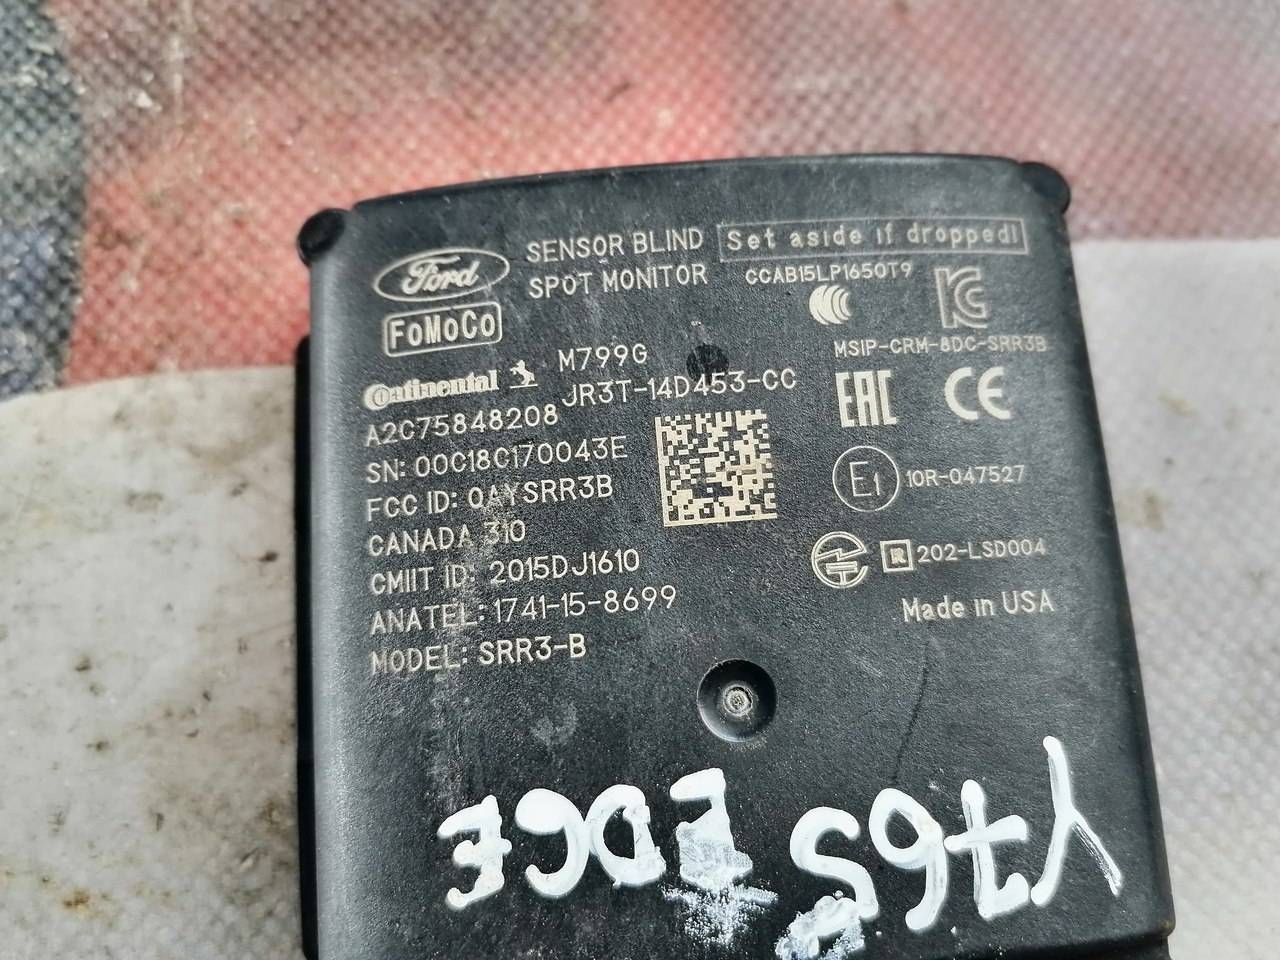 Ford
SENSOR BLIND
SPOT MONITOR
Set aside if dropped!
CCAB15LP1650T9
FoMoCo
Continental
M799G
JR3T-14D453-CC
MSIP-CRM-8DC-SRR3B
A2C75848208
EAC
CE
SN: 00C18C170043E
FCC ID: OAYSRR3B
E1
10R-047527
CANADA 310
CMIIT ID: 2015DJ1610
R 202-LSD004
ANATEL: 1741-15-8699
Made in USA
MODEL: SRR3-B
Y765
EDGE